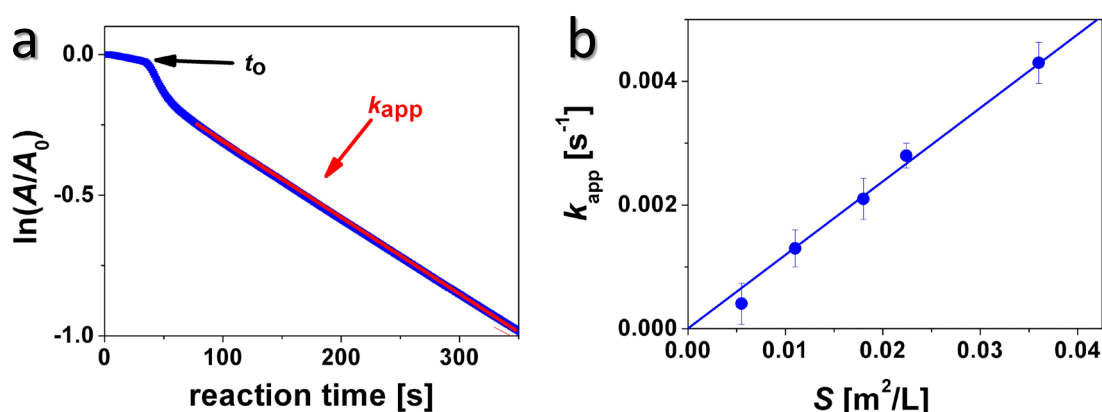 a
0.0
-0.5
-1.0
ln(A/A₀)
t₀
kapp
0 100 200 300
reaction time [s]
b
0.004
0.002
0.000
kapp [s⁻¹]
0.00 0.01 0.02 0.03 0.04
S [m²/L]